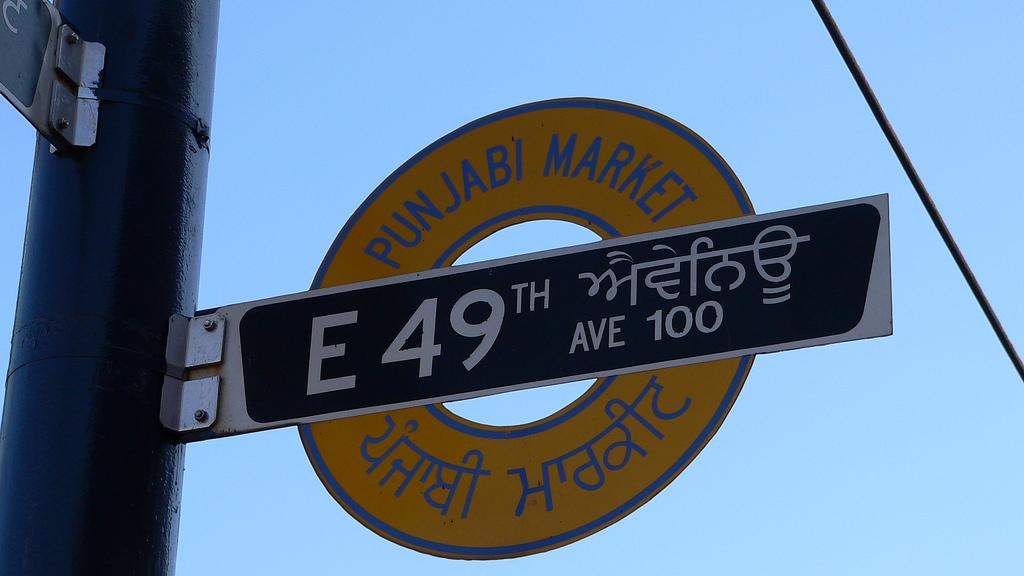 PUNJABI MARKET
E 49TH ਐਵੇਨਿਊ
AVE 100
ਪੰਜਾਬੀ ਮਾਰਕੀਟ